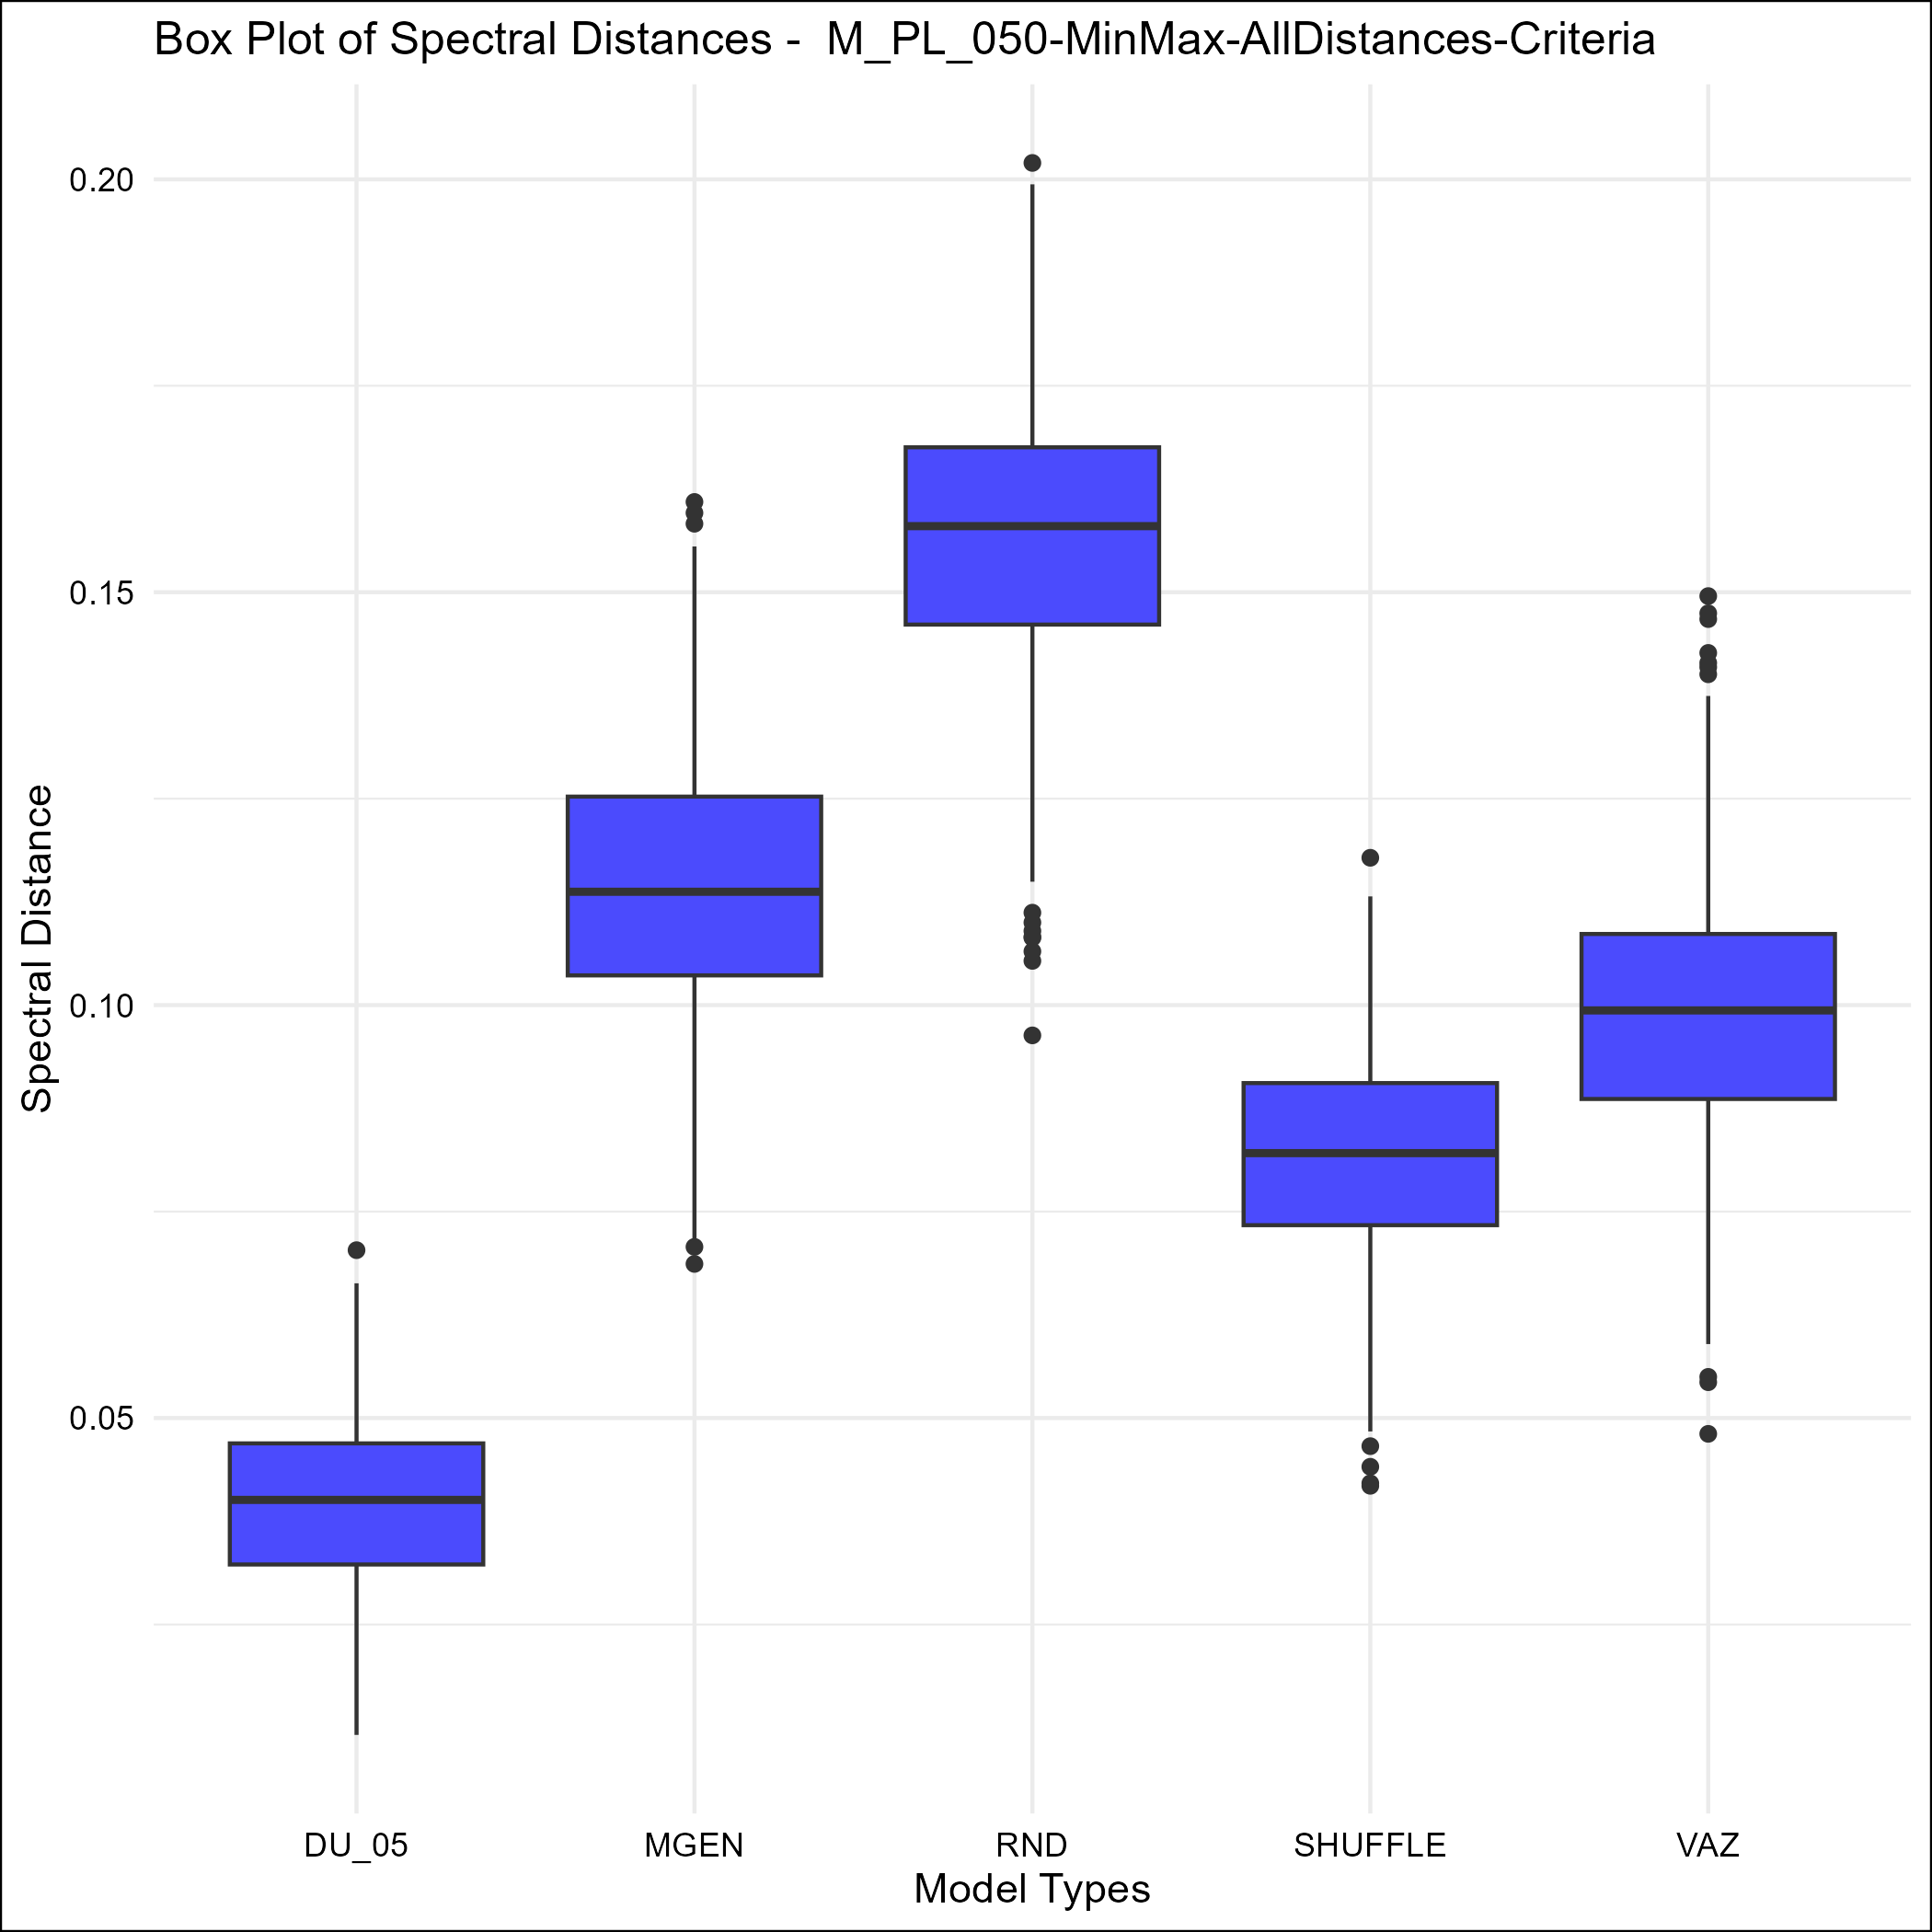 Box Plot of Spectral Distances -  M_PL_050-MinMax-AllDistances-Criteria
Spectral Distance
0.20
0.15
0.10
0.05
DU_05 MGEN RND SHUFFLE VAZ
Model Types